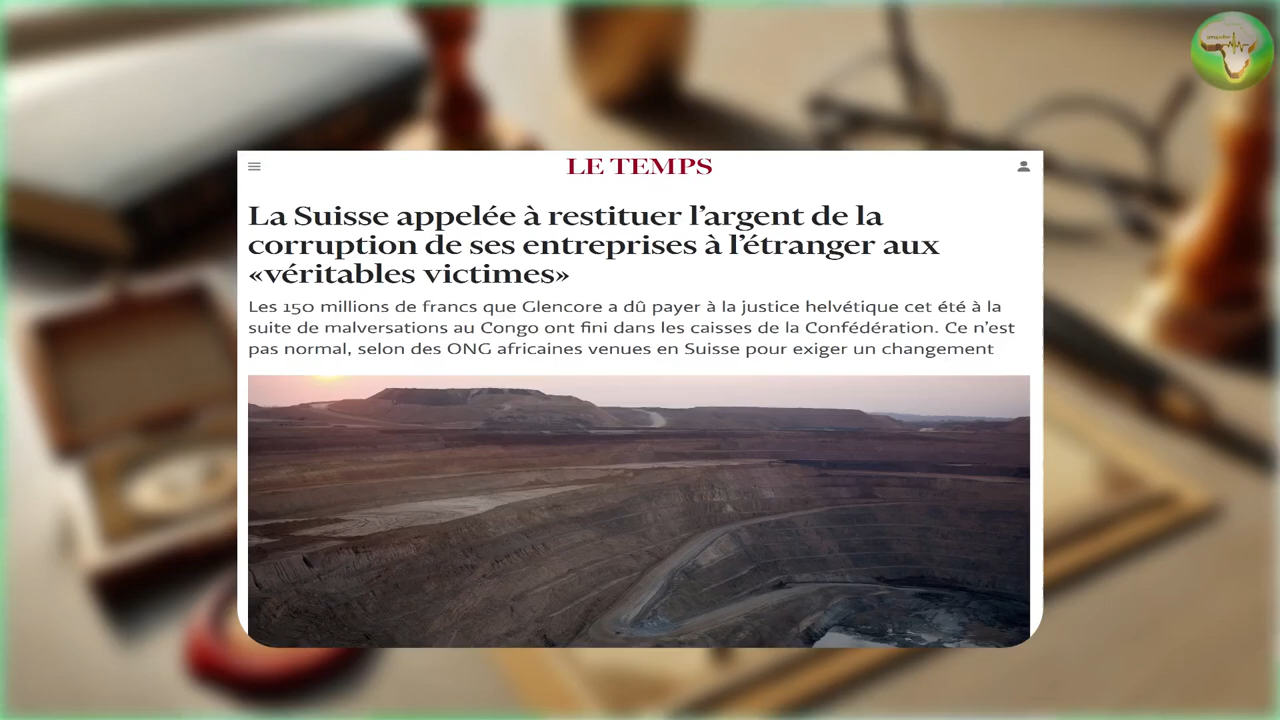 LE TEMPS
La Suisse appelée à restituer l’argent de la
corruption de ses entreprises à l’étranger aux
«véritables victimes»
Les 150 millions de francs que Glencore a dû payer à la justice helvétique cet été à la
suite de malversations au Congo ont fini dans les caisses de la Confédération. Ce n’est
pas normal, selon des ONG africaines venues en Suisse pour exiger un changement